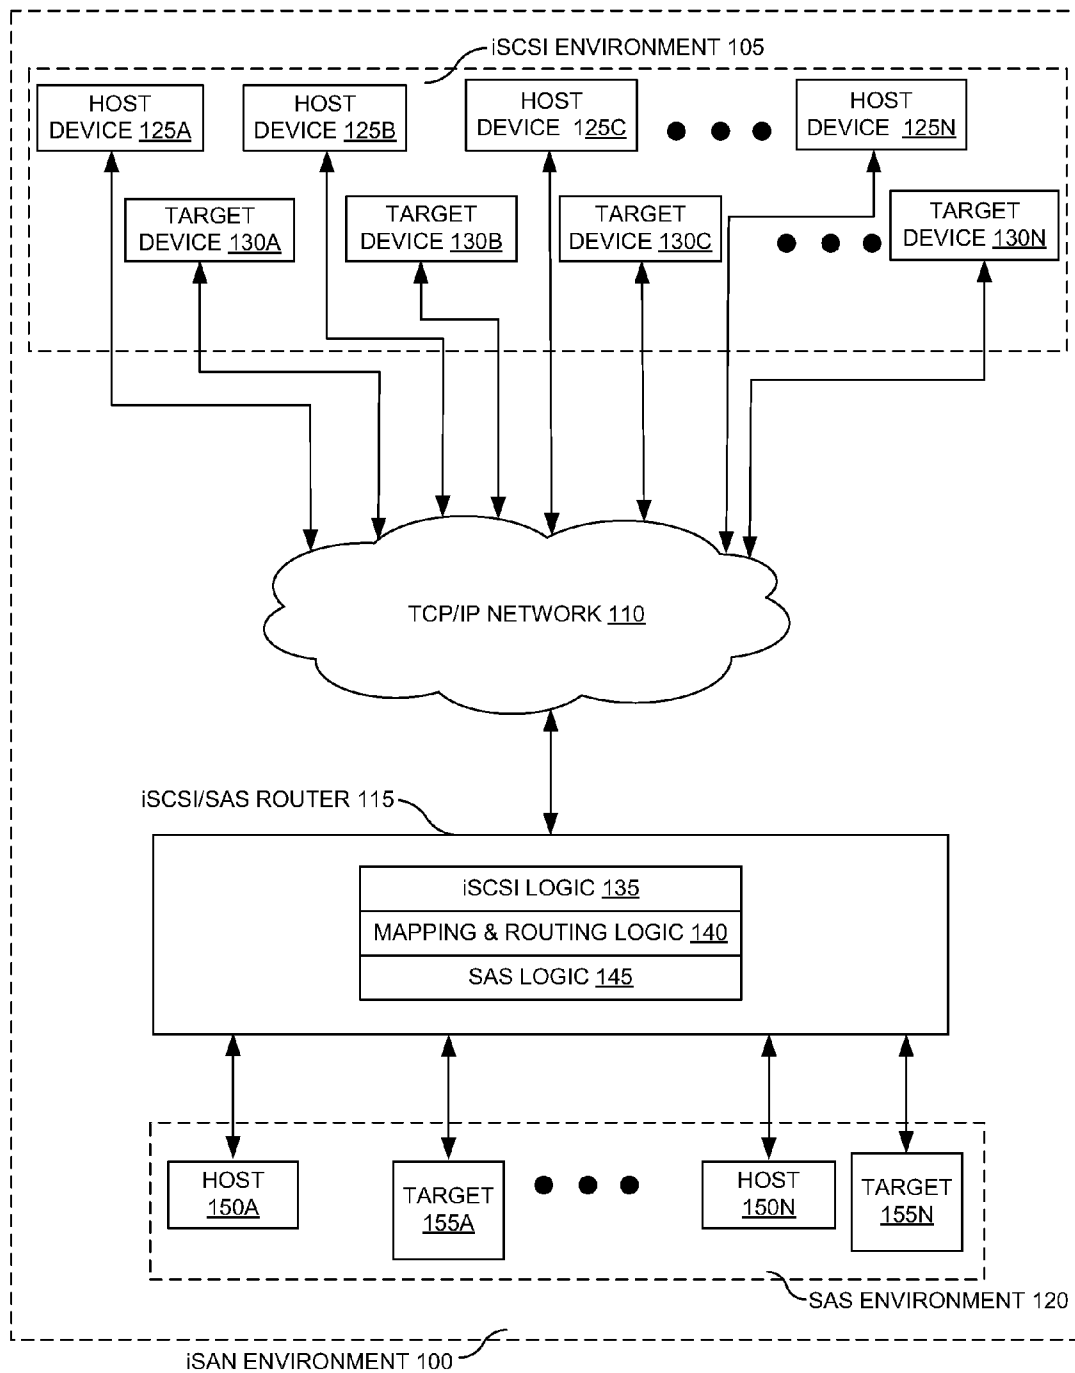 iSCSI ENVIRONMENT 105
HOST
DEVICE 125A
HOST
DEVICE 125B
HOST
DEVICE 125C
HOST
DEVICE 125N
TARGET
DEVICE 130A
TARGET
DEVICE 130B
TARGET
DEVICE 130C
TARGET
DEVICE 130N
TCP/IP NETWORK 110
iSCSI/SAS ROUTER 115
iSCSI LOGIC 135
MAPPING & ROUTING LOGIC 140
SAS LOGIC 145
HOST
150A
TARGET
155A
HOST
150N
TARGET
155N
SAS ENVIRONMENT 120
iSAN ENVIRONMENT 100